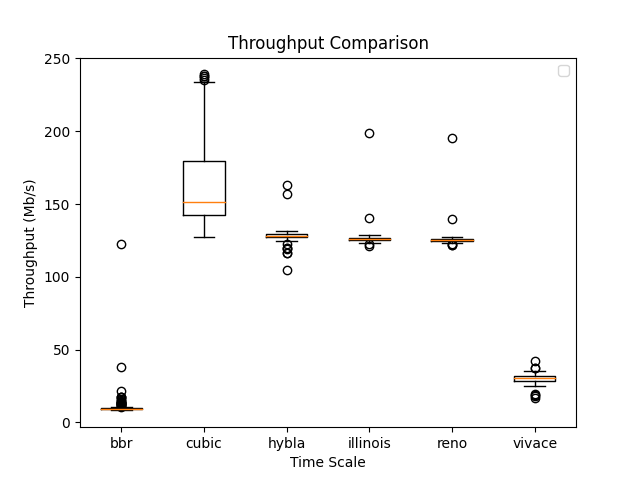 Throughput Comparison
Throughput (Mb/s)
250
200
150
100
50
0
bbr cubic hybla illinois reno vivace
Time Scale